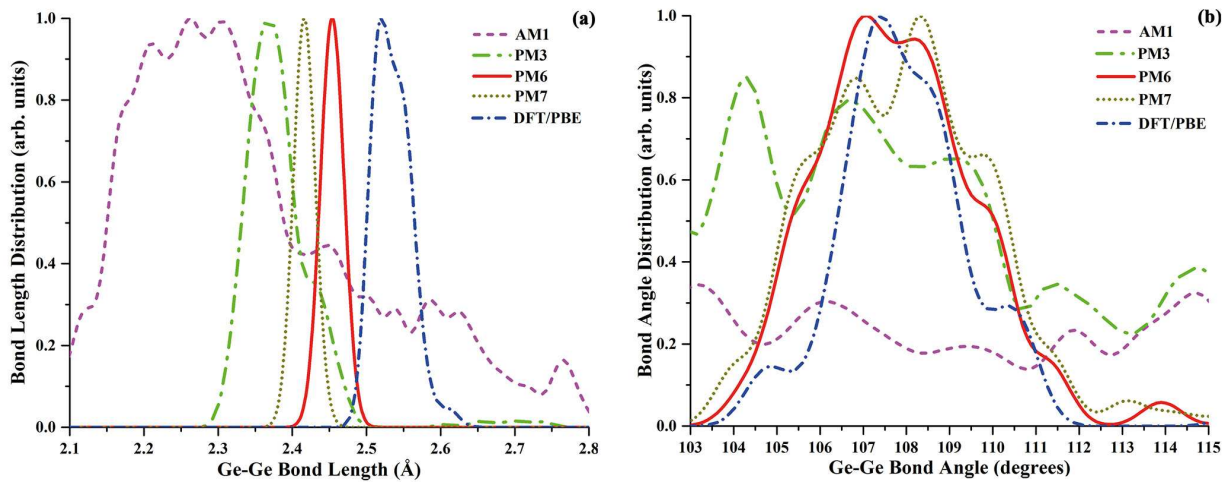 (a)
AM1
PM3
PM6
PM7
DFT/PBE
Bond Length Distribution (arb. units)
1.0
0.8
0.6
0.4
0.2
0.0
2.1 2.2 2.3 2.4 2.5 2.6 2.7 2.8
Ge-Ge Bond Length (Å)
(b)
AM1
PM3
PM6
PM7
DFT/PBE
Bond Angle Distribution (arb. units)
1.0
0.8
0.6
0.4
0.2
0.0
103 104 105 106 107 108 109 110 111 112 113 114 115
Ge-Ge Bond Angle (degrees)